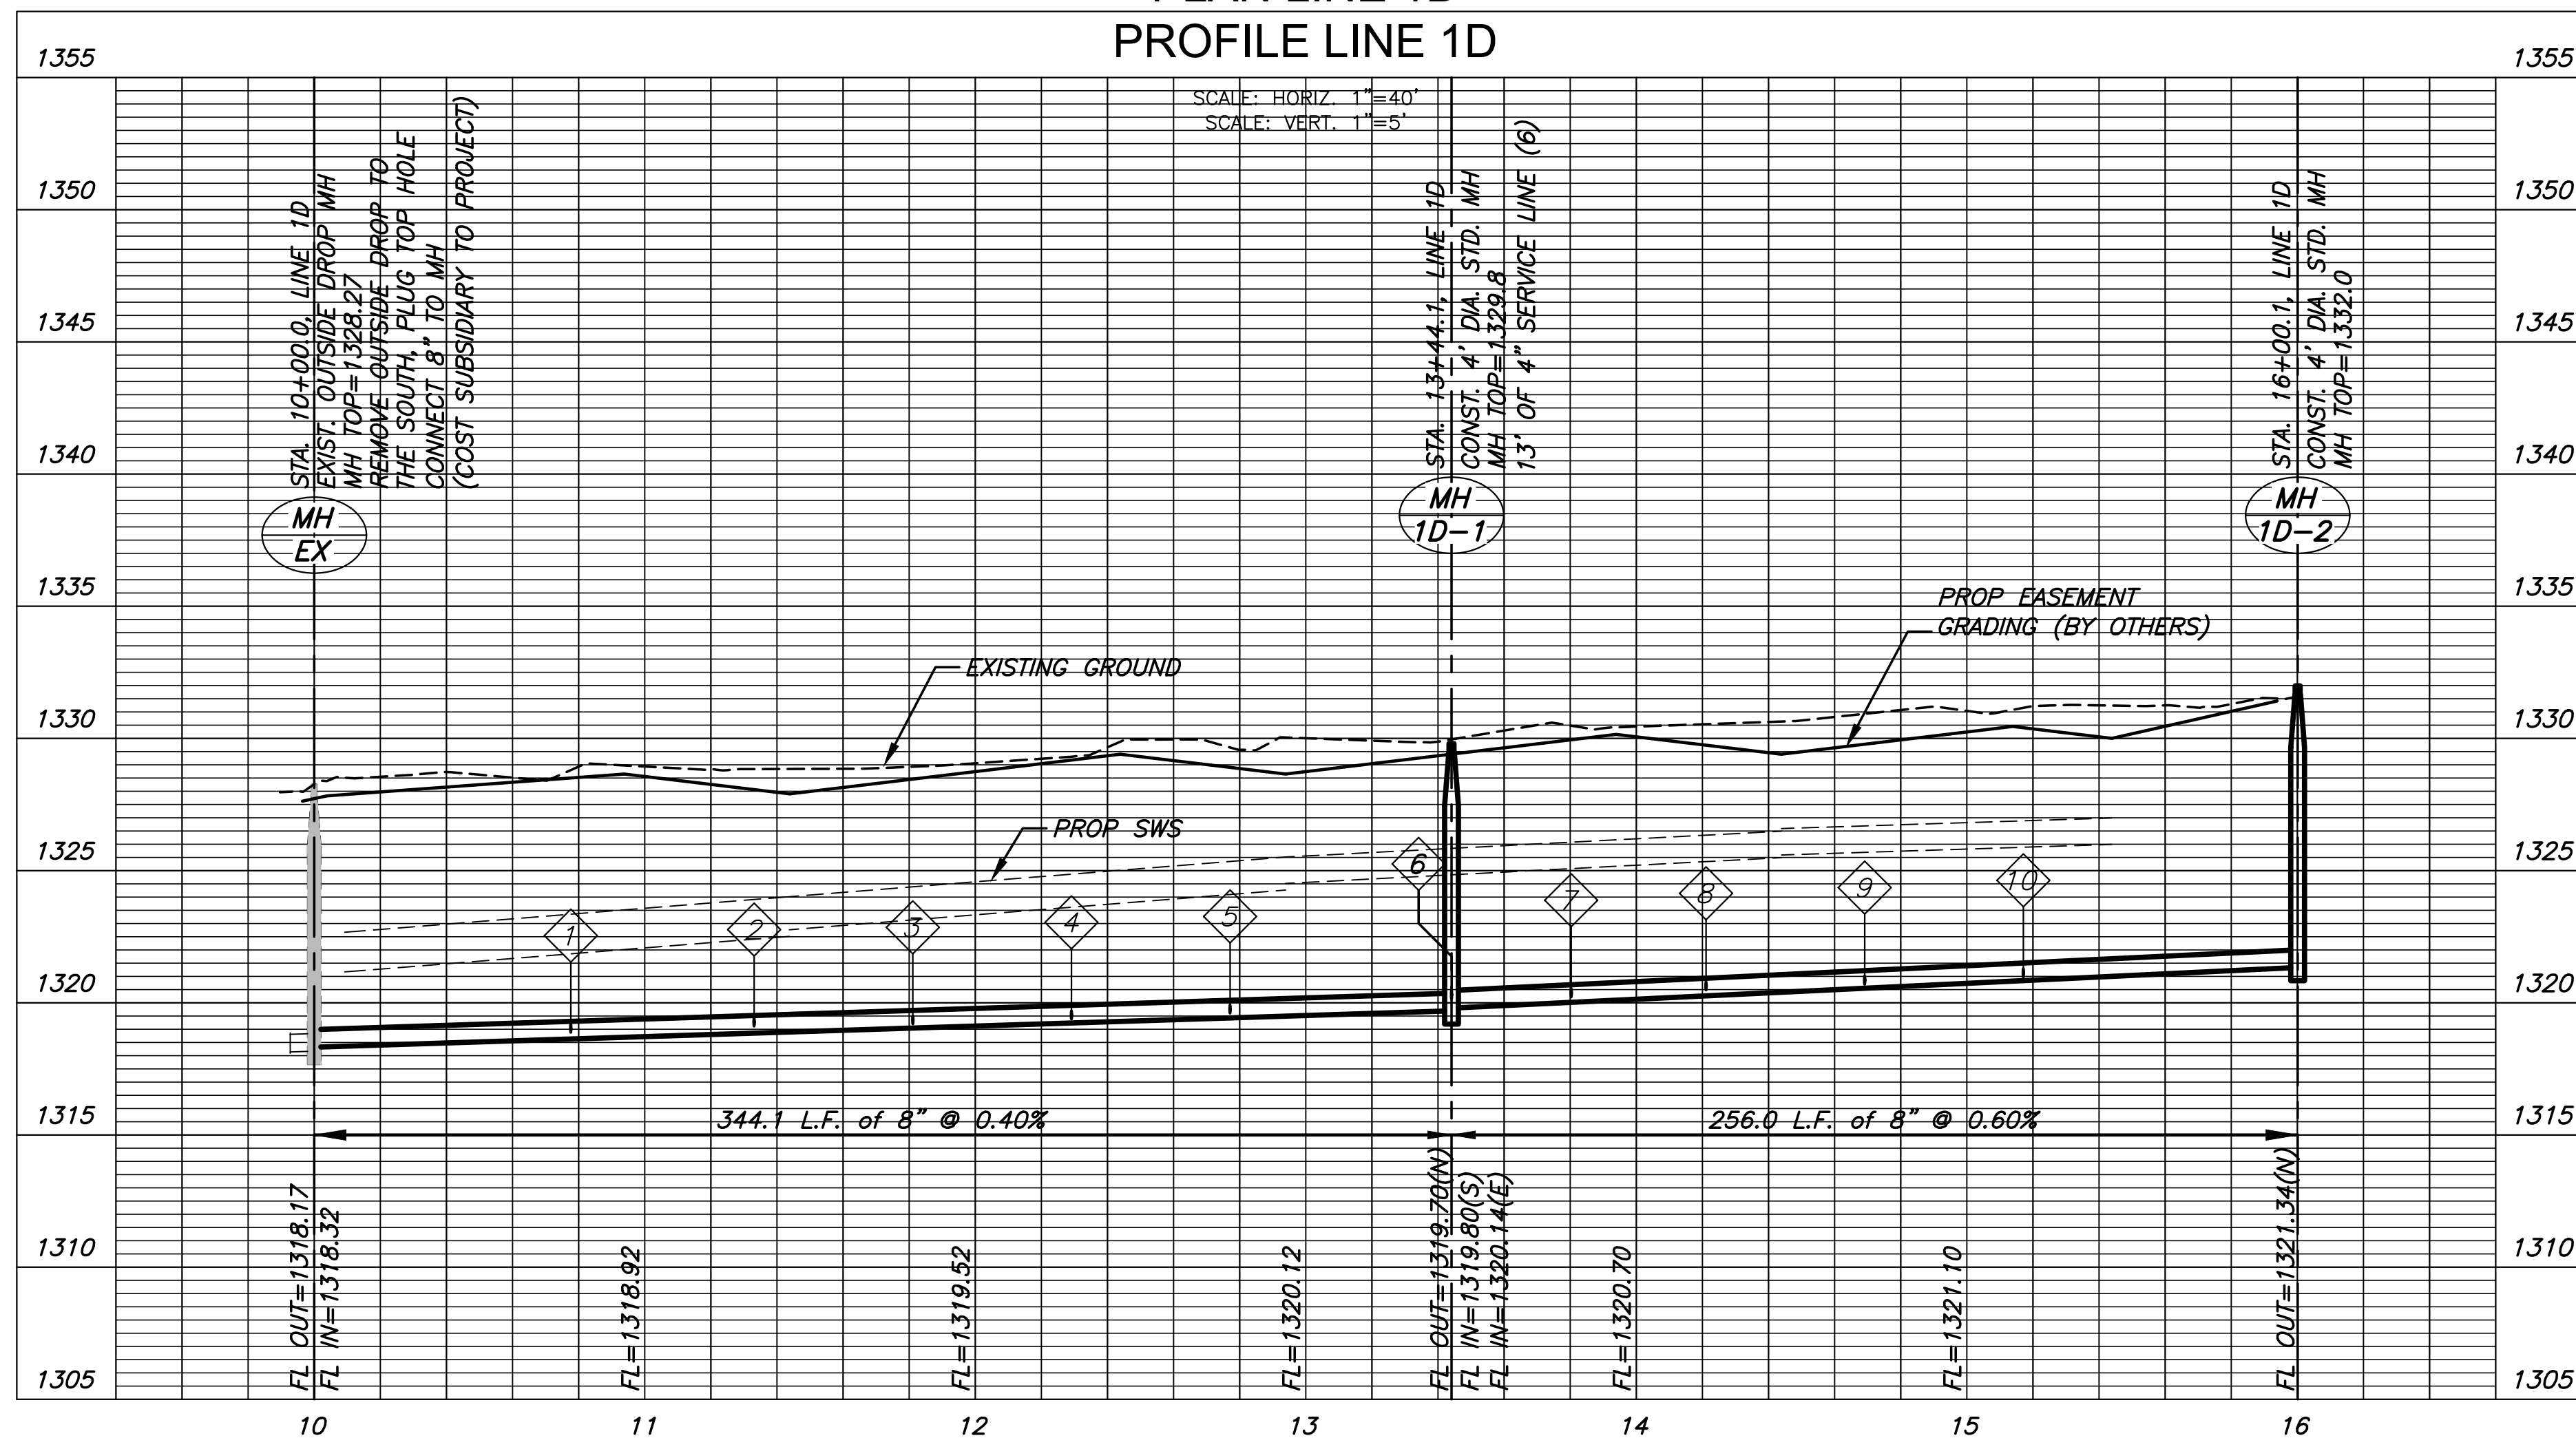 PROFILE LINE 1D
SCALE: HORIZ. 1"=40'
SCALE: VERT. 1"=5'
1355
1350
1345
1340
1335
1330
1325
1320
1315
1310
1305
1355
1350
1345
1340
1335
1330
1325
1320
1315
1310
1305
STA. 10+00.0, LINE 1D
EXIST. OUTSIDE DROP MH
MH TOP=1328.27
REMOVE OUTSIDE DROP TO
THE SOUTH, PLUG TOP HOLE
CONNECT 8" TO MH
(COST SUBSIDIARY TO PROJECT)
MH
EX
STA. 13+44.1, LINE 1D
CONST. 4' DIA. STD. MH
MH TOP=1329.8
13' OF 4" SERVICE LINE (6)
MH
1D-1
STA. 16+00.1, LINE 1D
CONST. 4' DIA. STD. MH
MH TOP=1332.0
MH
1D-2
PROP EASEMENT
GRADING (BY OTHERS)
EXISTING GROUND
PROP SWS
1
2
3
4
5
6
7
8
9
10
344.1 L.F. of 8" @ 0.40%
256.0 L.F. of 8" @ 0.60%
FL OUT=1318.17
FL IN=1318.32
FL=1318.92
FL=1319.52
FL=1320.12
FL OUT=1319.70(N)
FL IN=1319.80(S)
FL IN=1320.14(E)
FL=1320.70
FL=1321.10
FL OUT=1321.34(N)
10
11
12
13
14
15
16